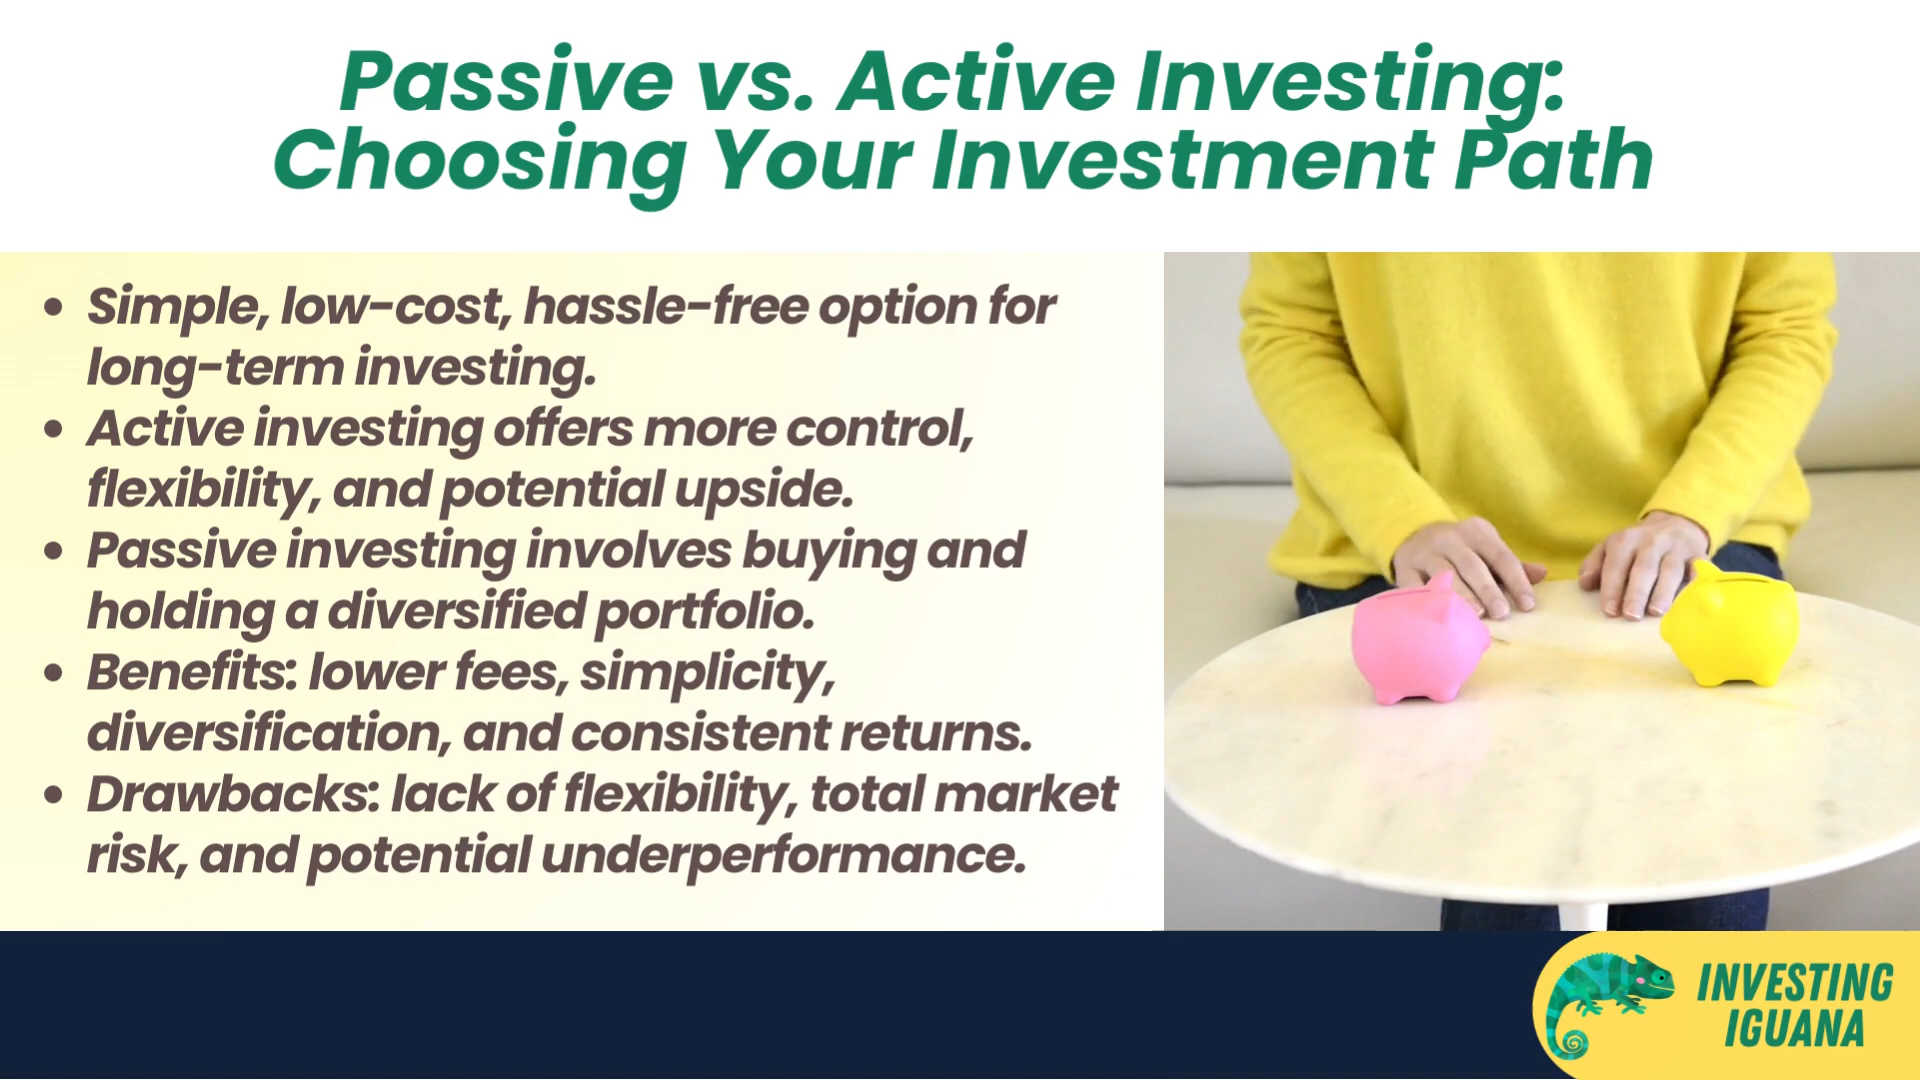 Passive vs. Active Investing:
Choosing Your Investment Path
• Simple, low-cost, hassle-free option for
long-term investing.
• Active investing offers more control,
flexibility, and potential upside.
• Passive investing involves buying and
holding a diversified portfolio.
• Benefits: lower fees, simplicity,
diversification, and consistent returns.
• Drawbacks: lack of flexibility, total market
risk, and potential underperformance.
INVESTING
IGUANA